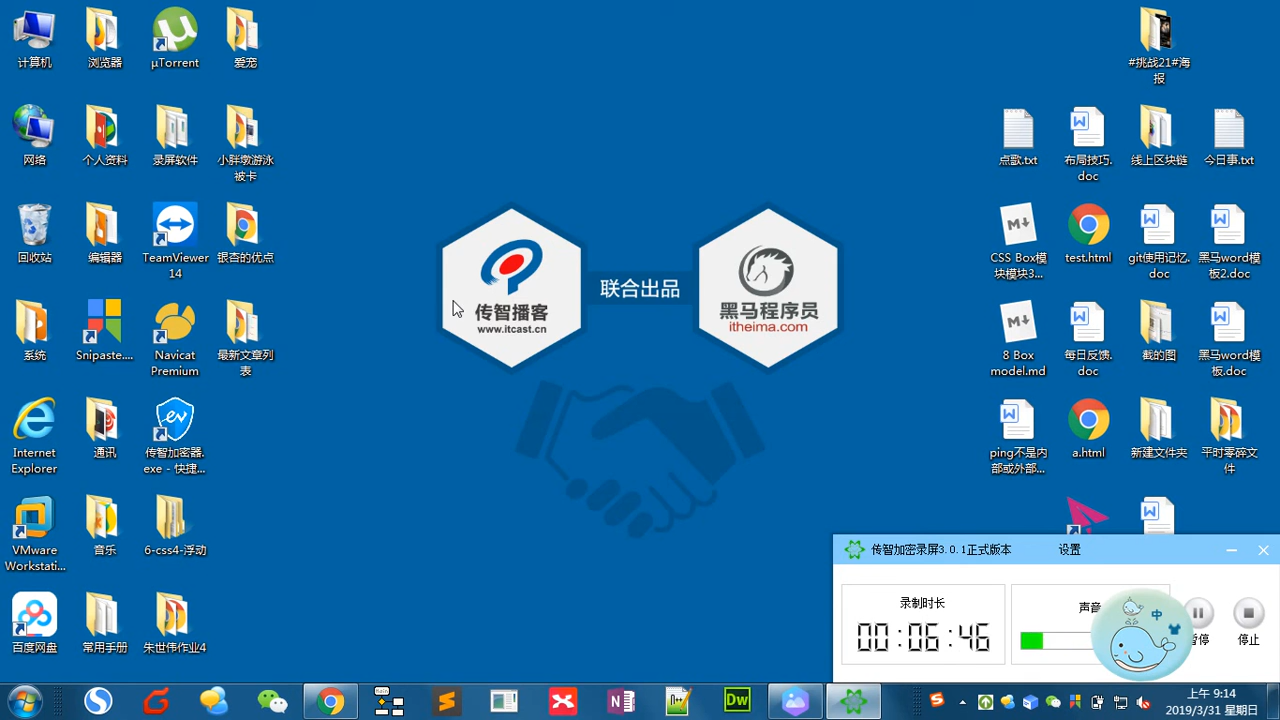 计算机
浏览器
μTorrent
爱宠
#挑战21#海
报
网络
个人资料
录屏软件
小胖墩游泳
被卡
点歌.txt
布局技巧.
doc
线上区块链
今日事.txt
回收站
编辑器
TeamViewer
14
银杏的优点
CSS Box模
模块3...
test.html
git使用记忆.
doc
黑马word模
板2.doc
传智播客
www.itcast.cn
联合出品
黑马程序员
itheima.com
系统
Snipaste....
Navicat
Premium
最新文章列
表
8 Box
model.md
每日反馈.
doc
截的图
黑马word模
板.doc
Internet
Explorer
通讯
传智加密器.
exe - 快捷...
ping不是内
部或外部...
a.html
新建文件夹
平时零碎文
件
VMware
Workstati...
音乐
6-css4-浮动
百度网盘
常用手册
朱世伟作业4
传智加密录屏3.0.1正式版本
设置
录制时长
声音
00:06:46
中
暂停
停止
Dw
上午 9:14
2019/3/31 星期日